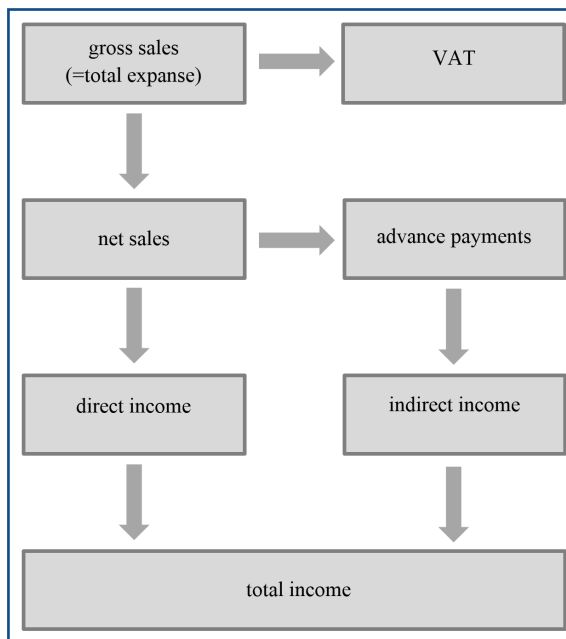 gross sales
(=total expanse)
VAT
net sales
advance payments
direct income
indirect income
total income